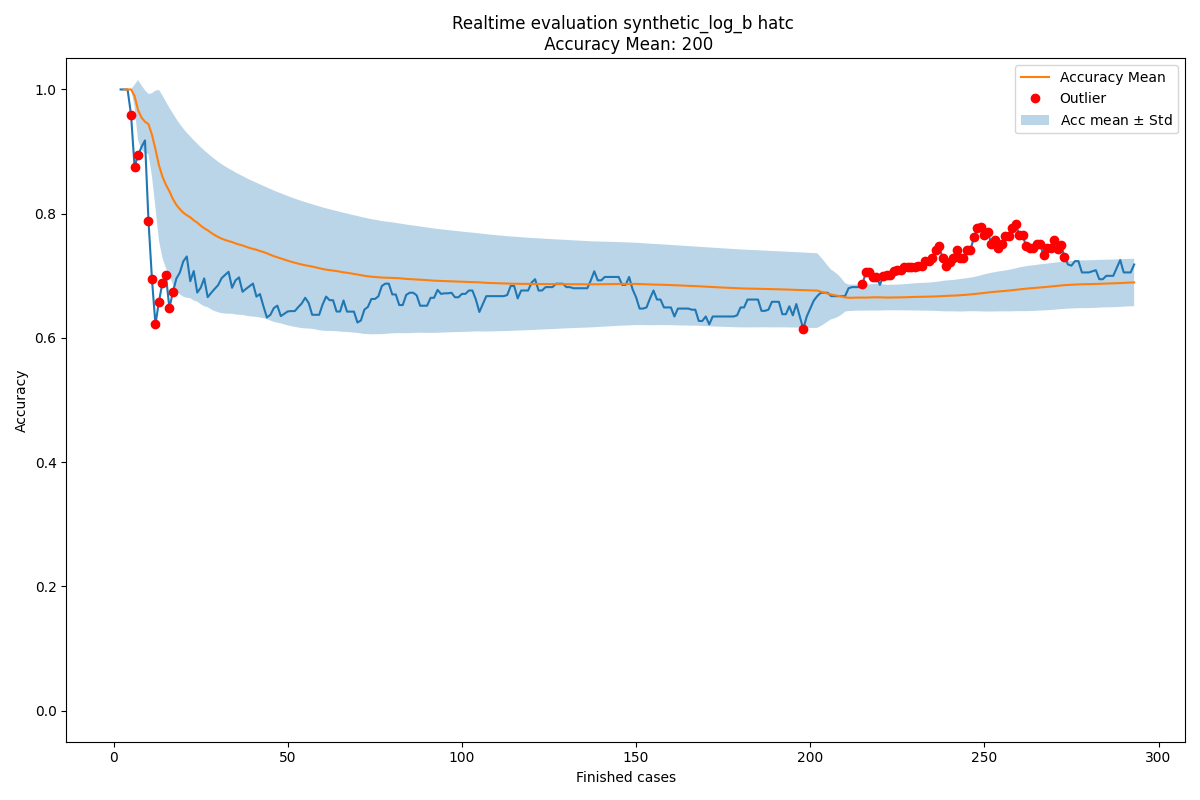 Realtime evaluation synthetic_log_b hatc
Accuracy Mean: 200
Accuracy Mean
Outlier
Acc mean ± Std
1.0
0.8
0.6
0.4
0.2
0.0
Accuracy
0 50 100 150 200 250 300
Finished cases